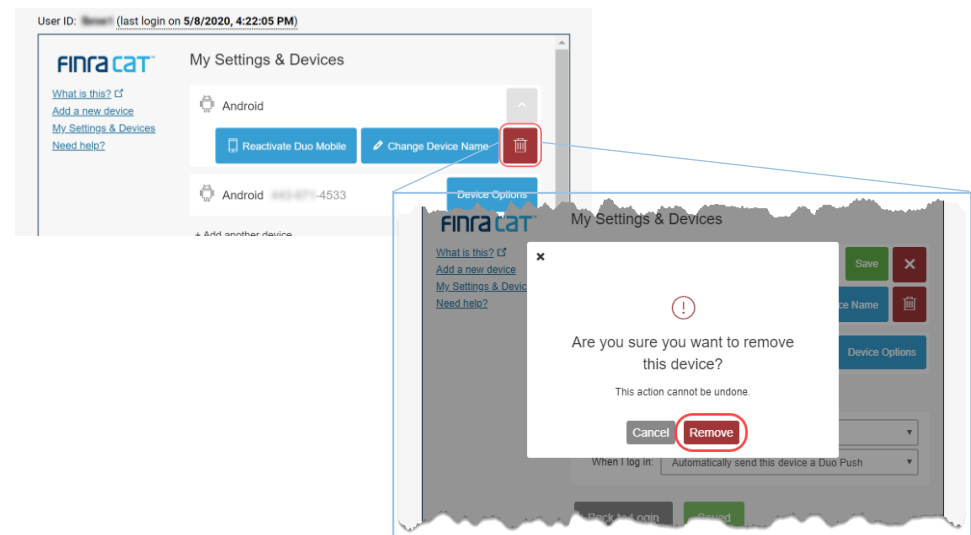 User ID: (last login on 5/8/2020, 4:22:05 PM)
FINRA CAT
What is this?
Add a new device
My Settings & Devices
Need help?
My Settings & Devices
Android
Reactivate Duo Mobile
Change Device Name
Android -4533
Device Options
+ Add another device
FINRA CAT
What is this?
Add a new device
My Settings & Devic
Need help?
My Settings & Devices
Save
ce Name
Device Options
Are you sure you want to remove
this device?
This action cannot be undone.
Cancel Remove
When I log in: Automatically send this device a Duo Push
Back to Login Saved